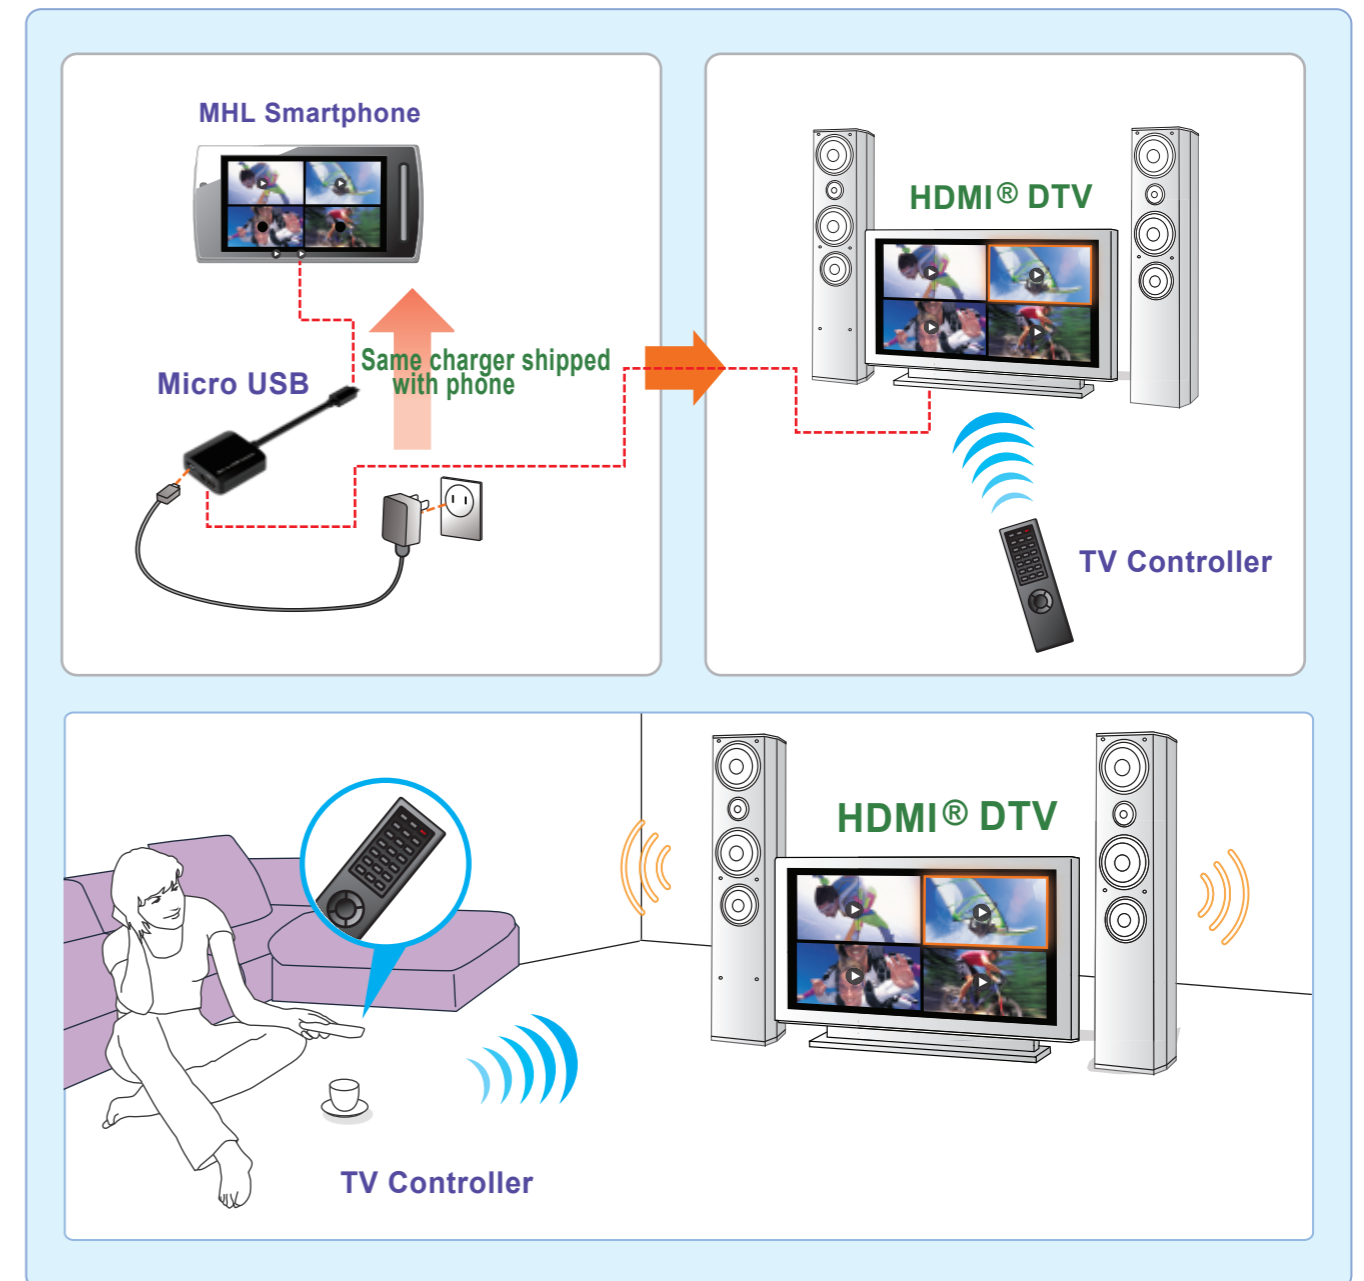 MHL Smartphone
HDMI® DTV
Same charger shipped
with phone
Micro USB
TV Controller
HDMI® DTV
TV Controller